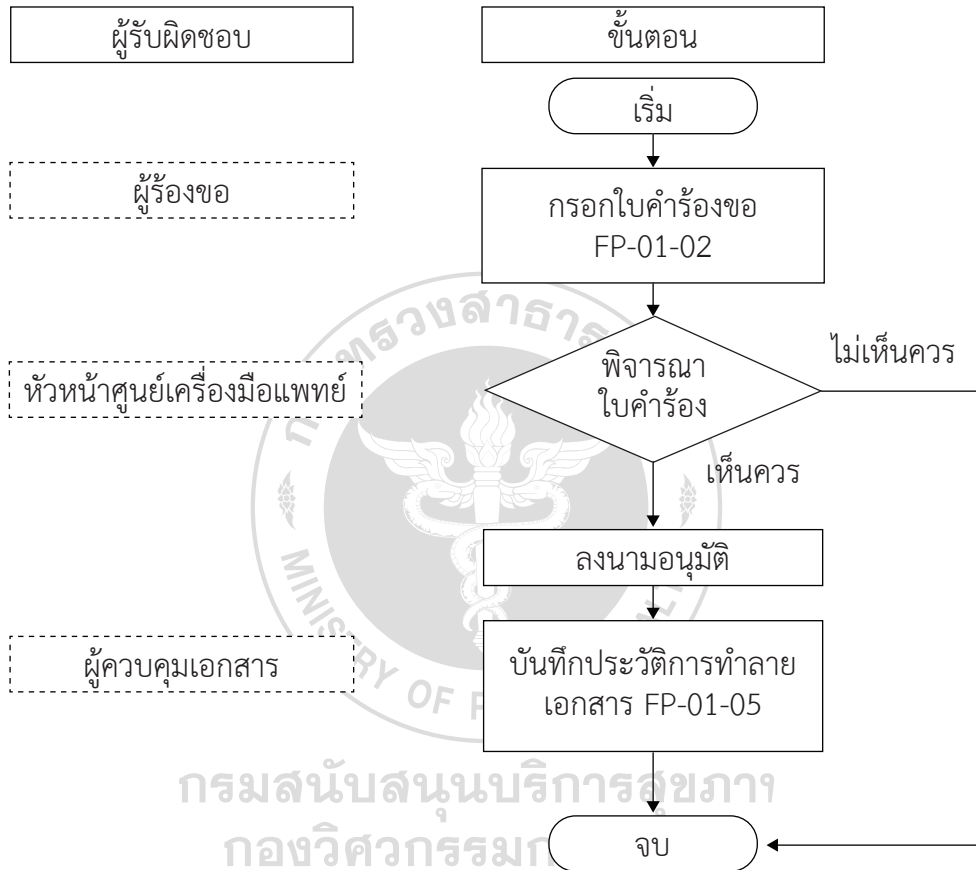 ผู้รับผิดชอบ
ขั้นตอน
เริ่ม
ผู้ร้องขอ
กรอกใบคำร้องขอ
FP-01-02
หัวหน้าศูนย์เครื่องมือแพทย์
พิจารณา
ใบคำร้อง
ไม่เห็นควร
เห็นควร
ลงนามอนุมัติ
ผู้ควบคุมเอกสาร
บันทึกประวัติการทำลาย
เอกสาร FP-01-05
จบ
กรมสนับสนุนบริการสุขภา
MINISTRY OF P